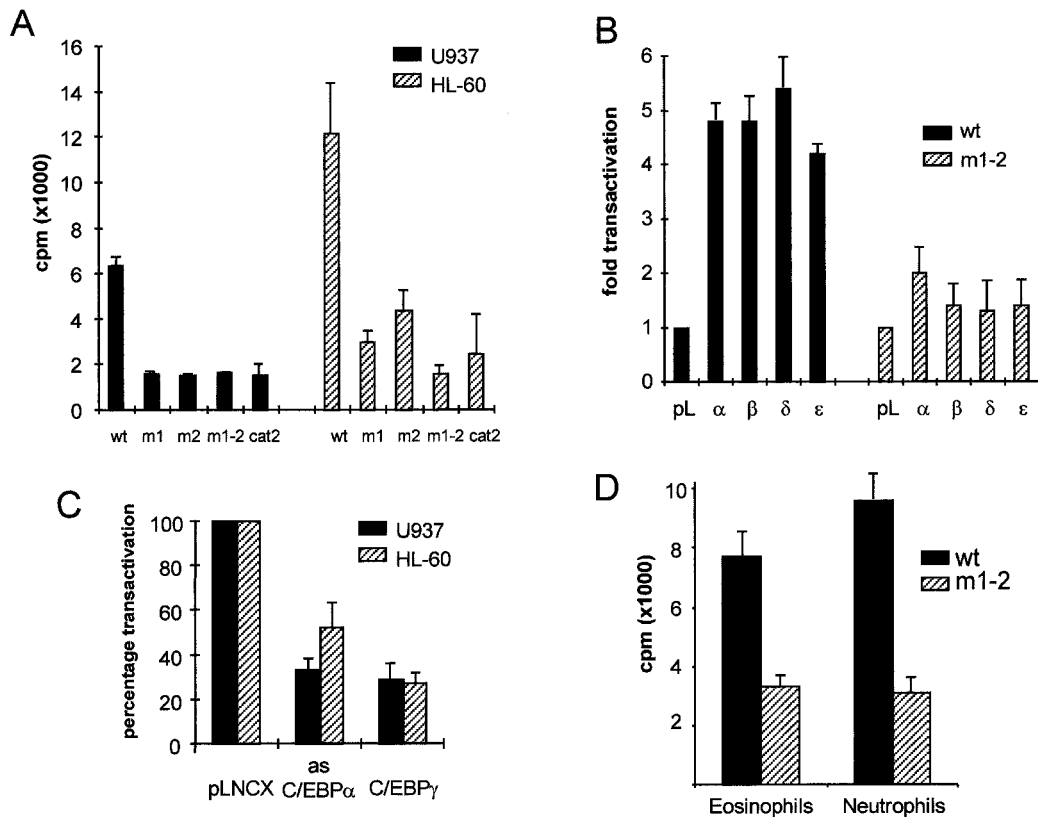 A
cpm (x1000)
16
14
12
10
8
6
4
2
0
U937
HL-60
wt m1 m2 m1-2 cat2 wt m1 m2 m1-2 cat2
B
fold transactivation
6
5
4
3
2
1
0
wt
m1-2
pL α β δ ε pL α β δ ε
C
percentage transactivation
100
80
60
40
20
0
U937
HL-60
pLNCX as C/EBPα C/EBPγ
D
cpm (x1000)
10
8
6
4
2
wt
m1-2
Eosinophils Neutrophils